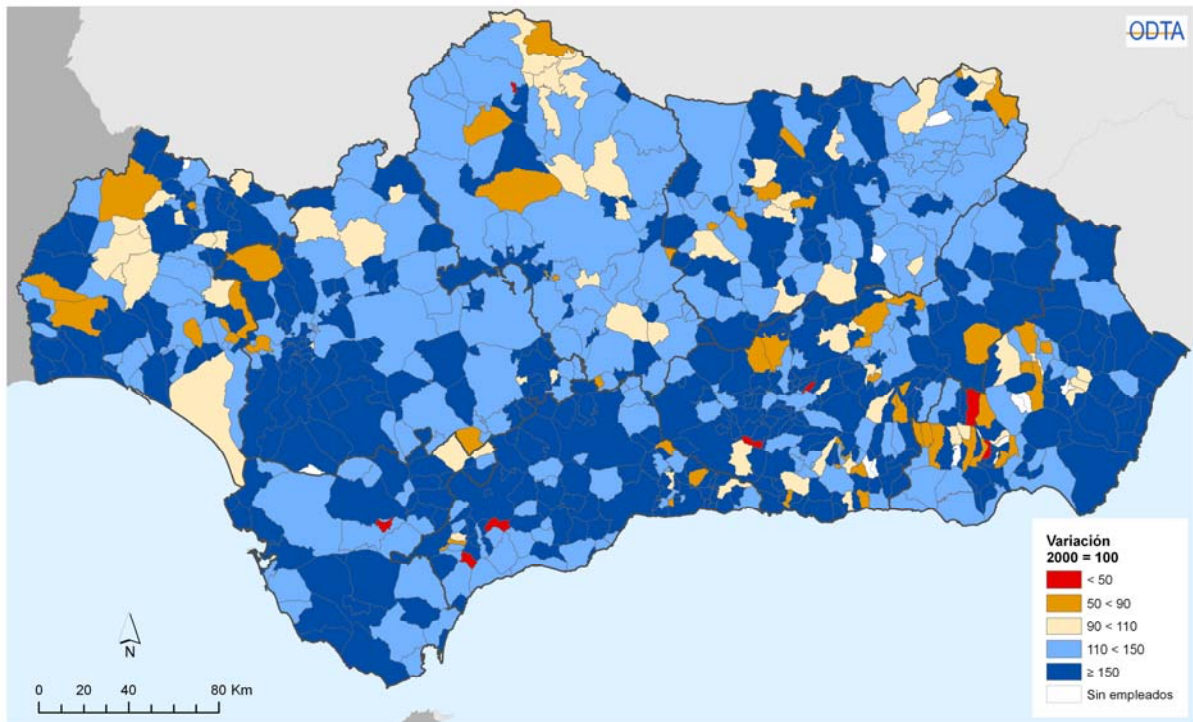 ODTA
Variación
2000 = 100
< 50
50 < 90
90 < 110
110 < 150
≥ 150
Sin empleados
N
0 20 40 80 Km